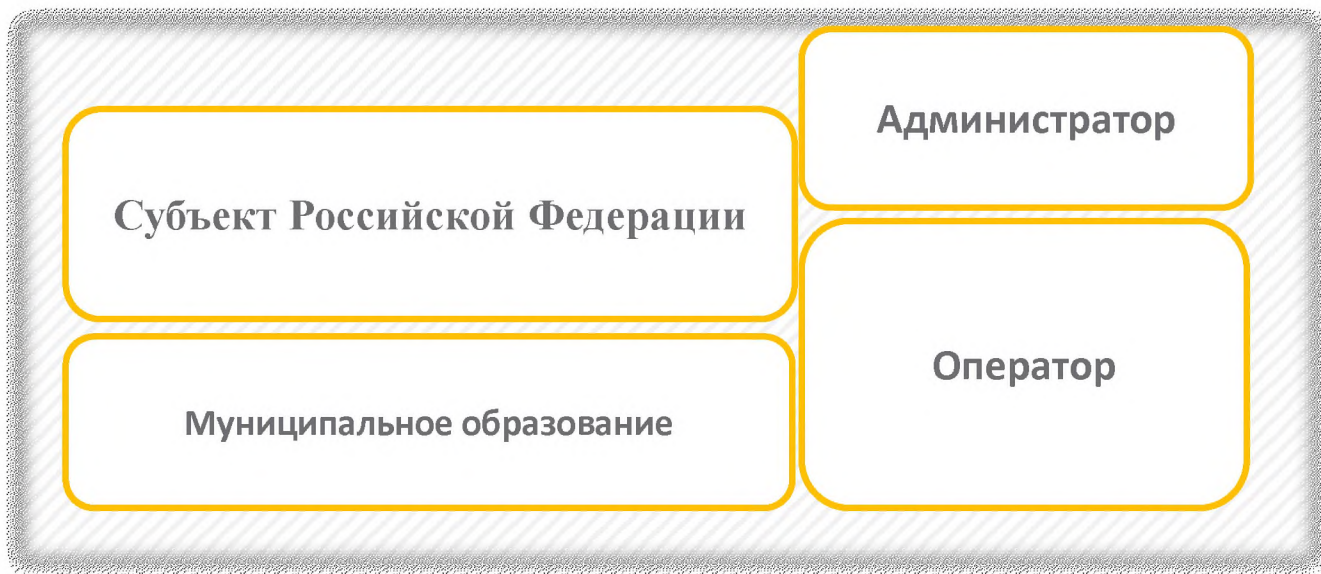 Администратор
Субъект Российской Федерации
Оператор
Муниципальное образование